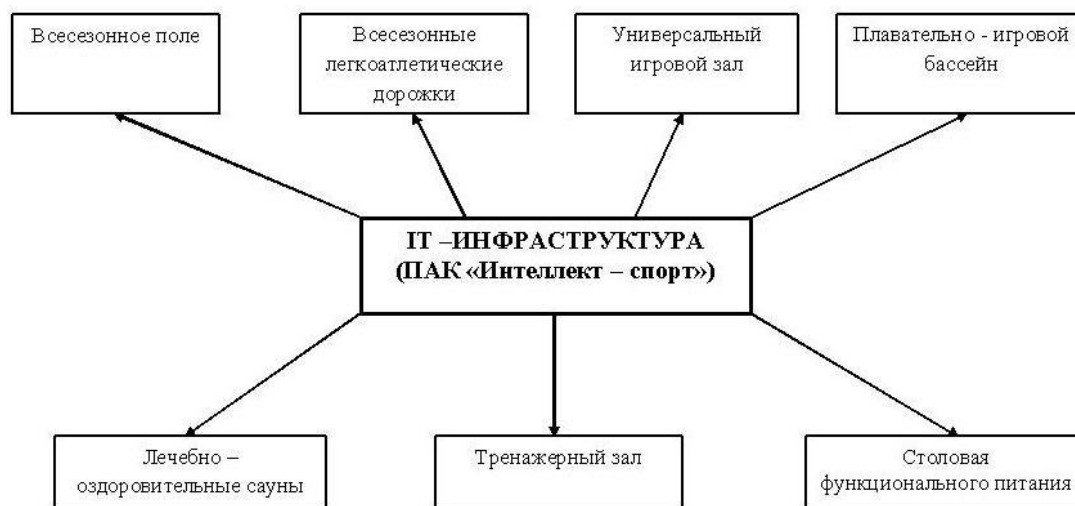 Всесезонное поле
Всесезонные
легкоатлетические
дорожки
Универсальный
игровой зал
Плавательно - игровой
бассейн
IT –ИНФРАСТРУКТУРА
(ПАК «Интеллект – спорт»)
Лечебно –
оздоровительные сауны
Тренажерный зал
Столовая
функционального питания